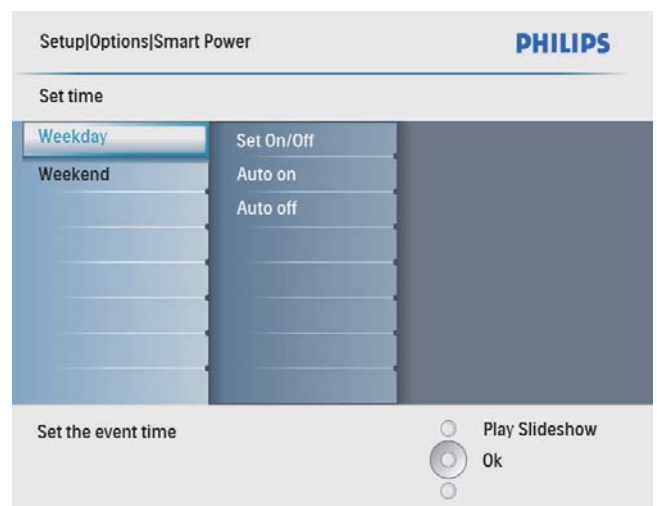 Setup|Options|Smart Power
PHILIPS
Set time
Weekday
Set On/Off
Weekend
Auto on
Auto off
Set the event time
Play Slideshow
Ok